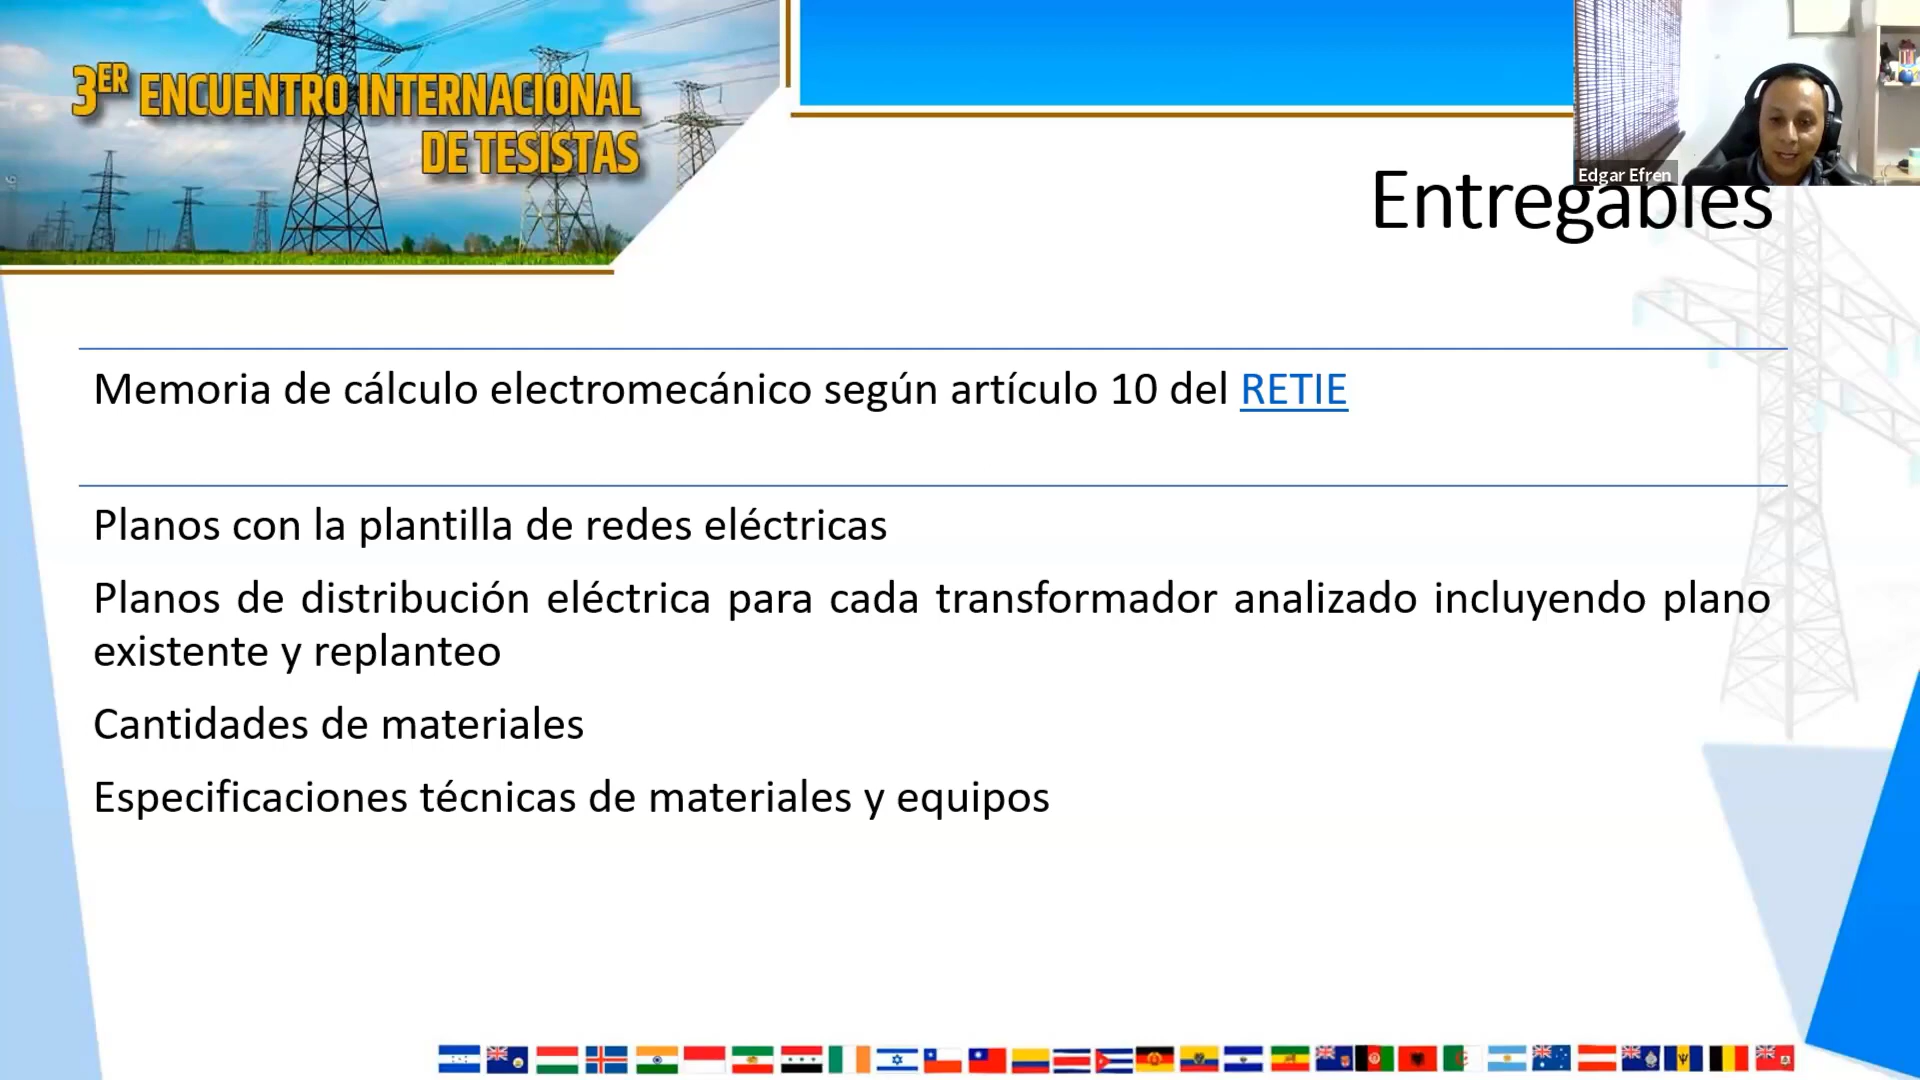 3ER ENCUENTRO INTERNACIONAL
DE TESISTAS
Edgar Efren
Entregables
Memoria de cálculo electromecánico según artículo 10 del RETIE
Planos con la plantilla de redes eléctricas
Planos de distribución eléctrica para cada transformador analizado incluyendo plano
existente y replanteo
Cantidades de materiales
Especificaciones técnicas de materiales y equipos